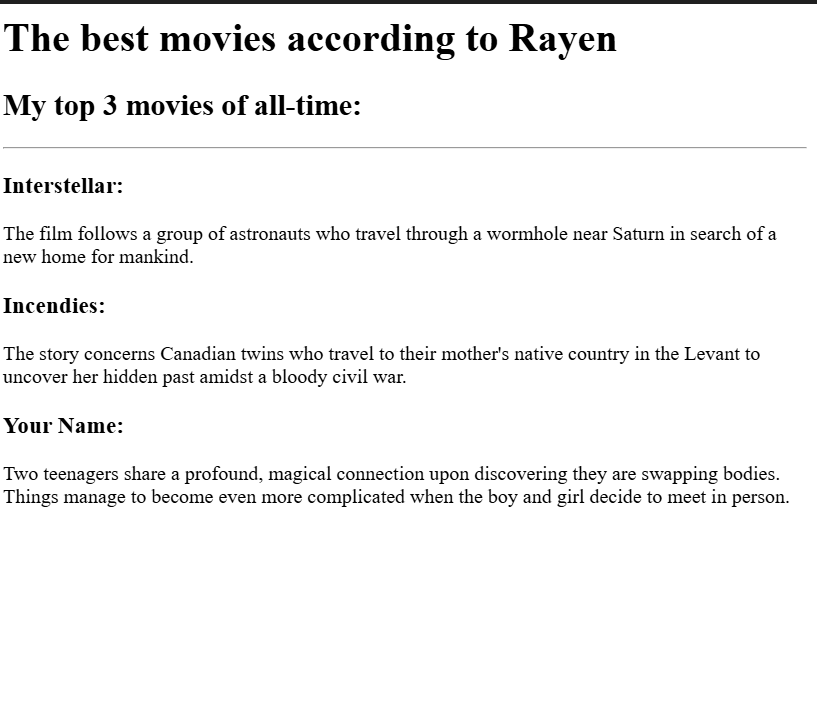 The best movies according to Rayen
My top 3 movies of all-time:
Interstellar:
The film follows a group of astronauts who travel through a wormhole near Saturn in search of a
new home for mankind.
Incendies:
The story concerns Canadian twins who travel to their mother's native country in the Levant to
uncover her hidden past amidst a bloody civil war.
Your Name:
Two teenagers share a profound, magical connection upon discovering they are swapping bodies.
Things manage to become even more complicated when the boy and girl decide to meet in person.